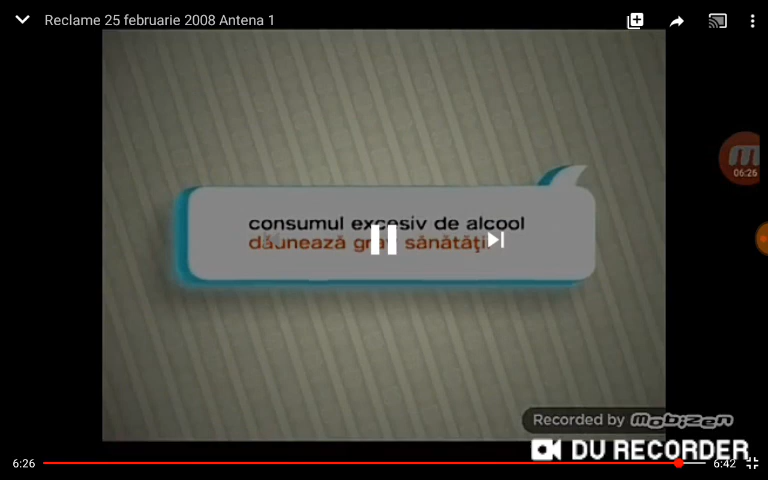 Reclame 25 februarie 2008 Antena 1
06:26
consumul excesiv de alcool
dăunează grav sănătăţii
Recorded by mobizen
DU RECORDER
6:26
6:42